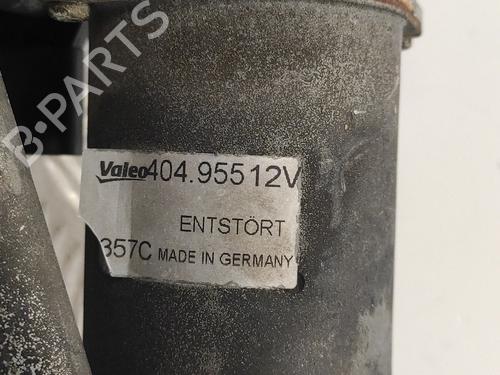 B-PARTS
Valeo 404.955 12V
ENTSTÖRT
357C MADE IN GERMANY